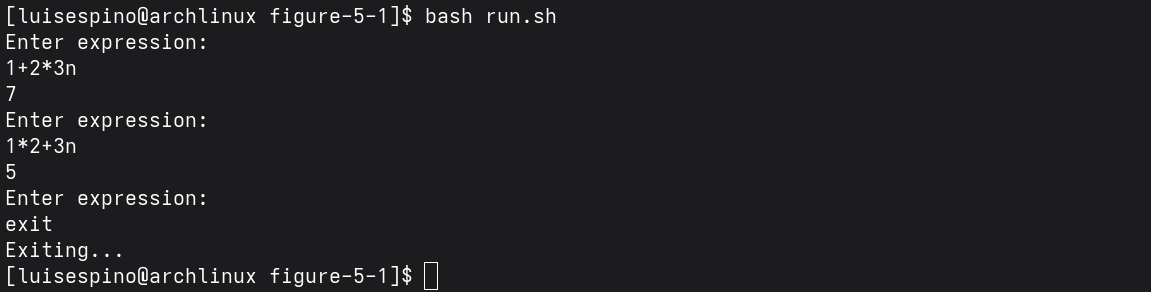 [luisespino@archlinux figure-5-1]$ bash run.sh
Enter expression:
1+2*3n
7
Enter expression:
1*2+3n
5
Enter expression:
exit
Exiting...
[luisespino@archlinux figure-5-1]$